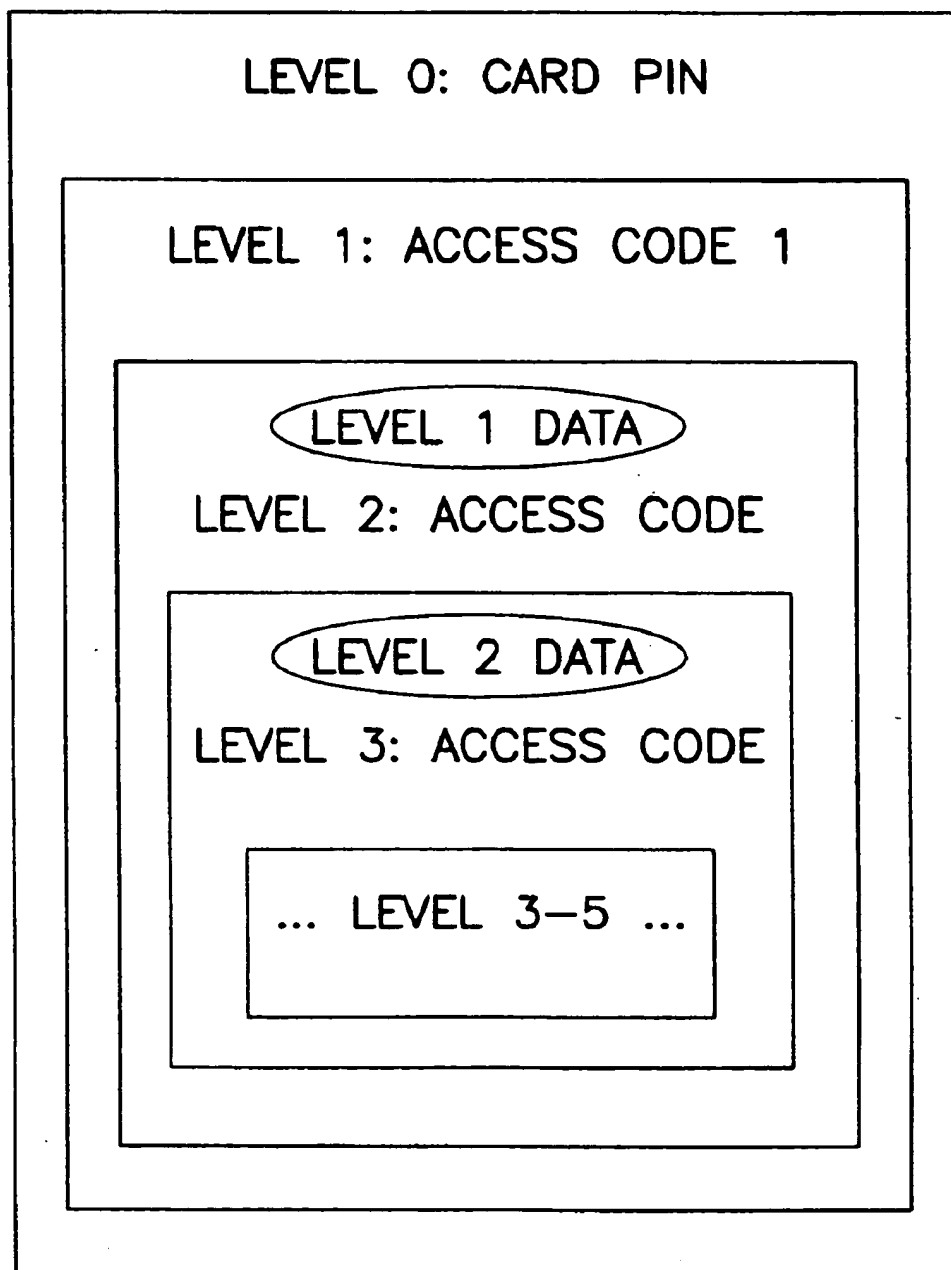 LEVEL 0: CARD PIN
LEVEL 1: ACCESS CODE 1
LEVEL 1 DATA
LEVEL 2: ACCESS CODE
LEVEL 2 DATA
LEVEL 3: ACCESS CODE
... LEVEL 3-5 ...